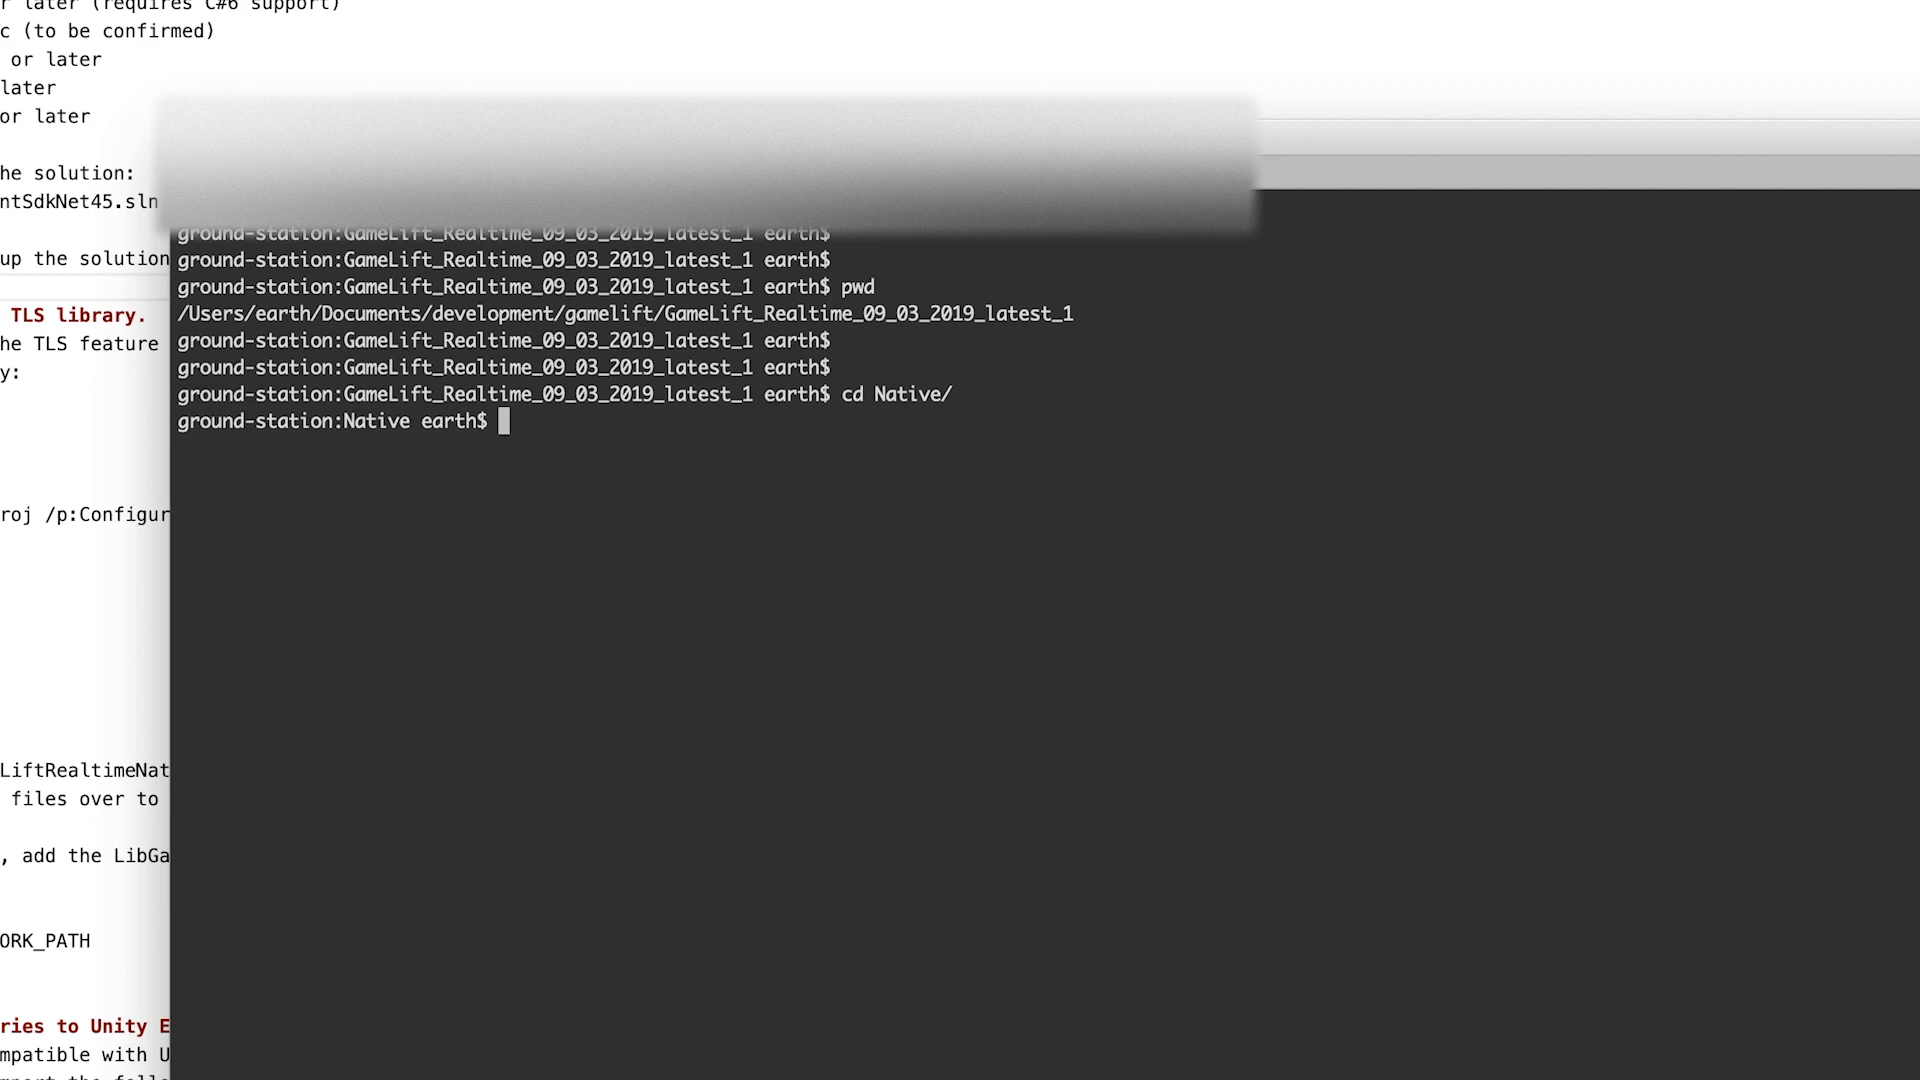 r later (requires C#6 support)
c (to be confirmed)
or later
later
or later
he solution:
ntSdkNet45.sln
up the solution
TLS library.
he TLS feature
y:
roj /p:Configur
LiftRealtimeNat
files over to
, add the LibGa
ORK_PATH
ries to Unity E
mpatible with U
ground-station:GameLift_Realtime_09_03_2019_latest_1 earth$
ground-station:GameLift_Realtime_09_03_2019_latest_1 earth$
ground-station:GameLift_Realtime_09_03_2019_latest_1 earth$ pwd
/Users/earth/Documents/development/gamelift/GameLift_Realtime_09_03_2019_latest_1
ground-station:GameLift_Realtime_09_03_2019_latest_1 earth$
ground-station:GameLift_Realtime_09_03_2019_latest_1 earth$
ground-station:GameLift_Realtime_09_03_2019_latest_1 earth$ cd Native/
ground-station:Native earth$